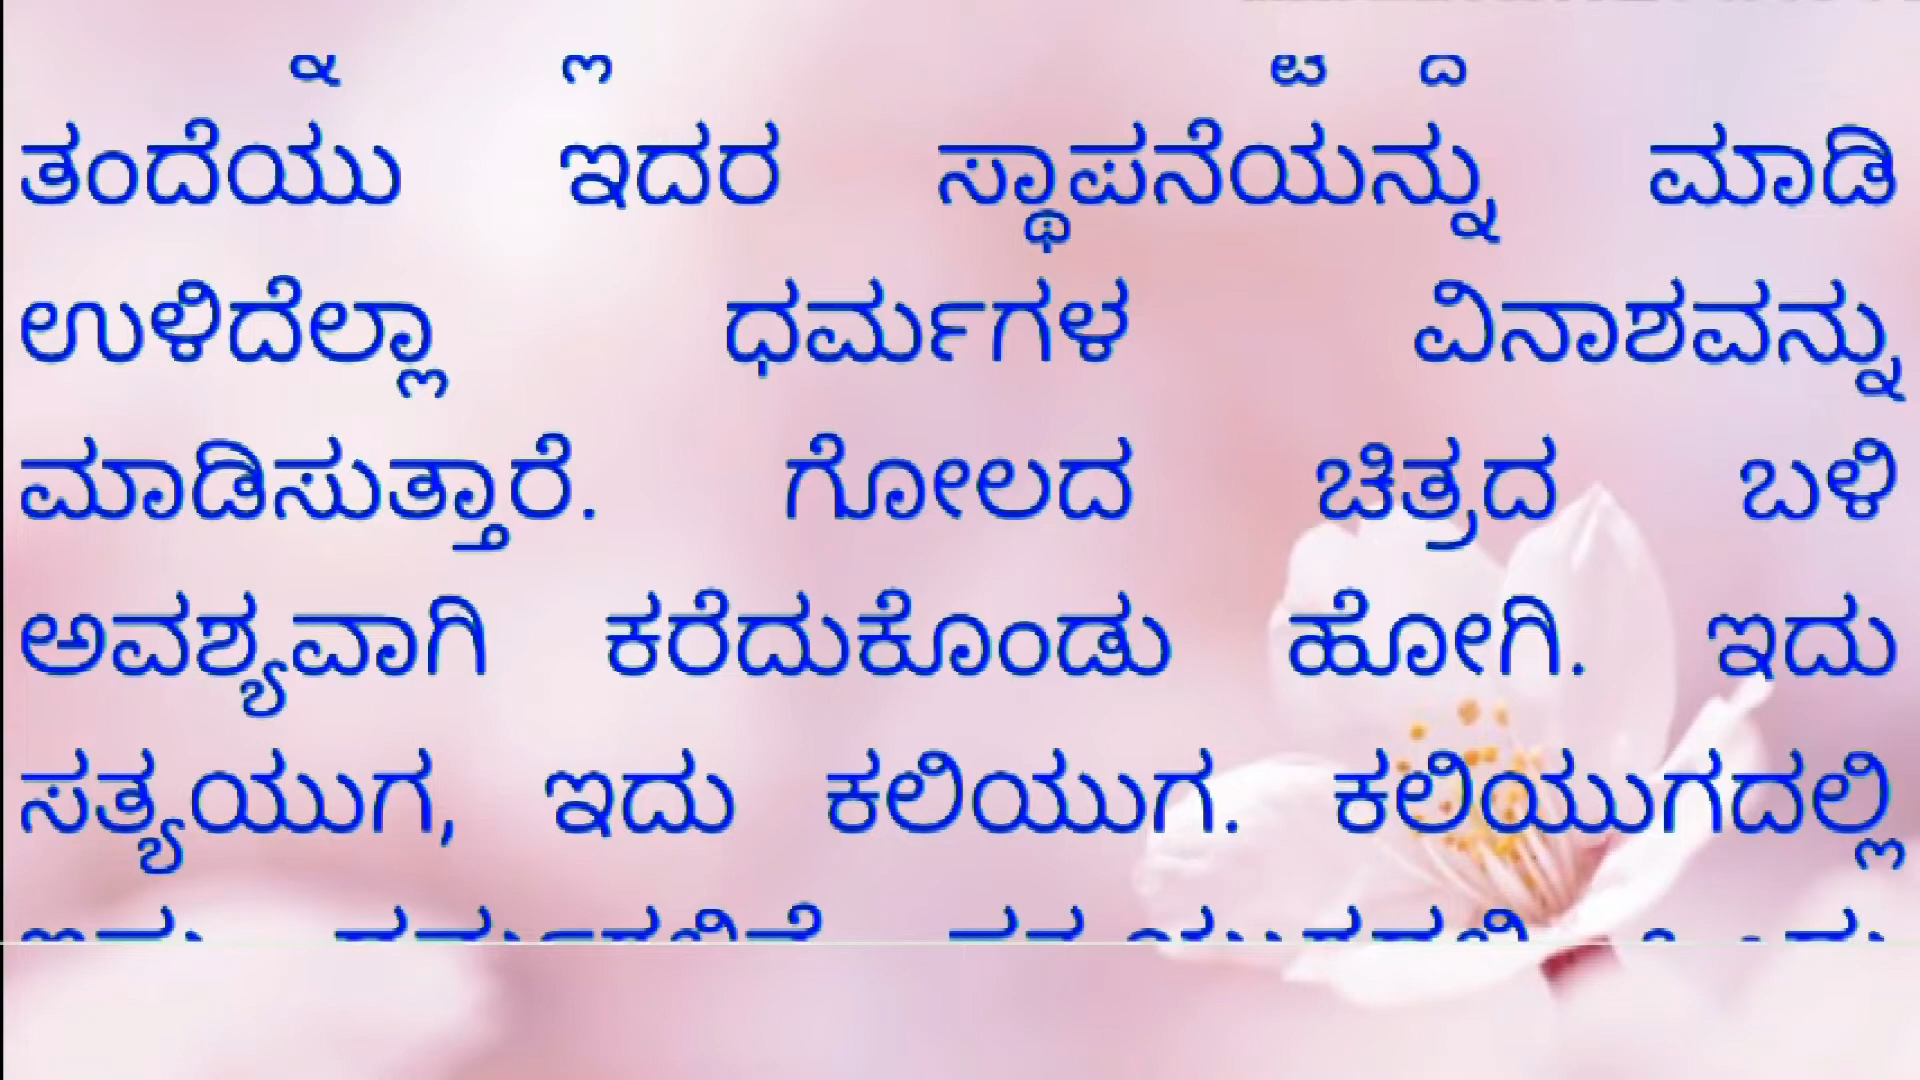 ತಂದೆಯು ಇದರ ಸ್ಥಾಪನೆಯನ್ನು ಮಾಡಿ
ಉಳಿದೆಲ್ಲಾ ಧರ್ಮಗಳ ವಿನಾಶವನ್ನು
ಮಾಡಿಸುತ್ತಾರೆ. ಗೋಲದ ಚಿತ್ರದ ಬಳಿ
ಅವಶ್ಯವಾಗಿ ಕರೆದುಕೊಂಡು ಹೋಗಿ. ಇದು
ಸತ್ಯಯುಗ, ಇದು ಕಲಿಯುಗ. ಕಲಿಯುಗದಲ್ಲಿ